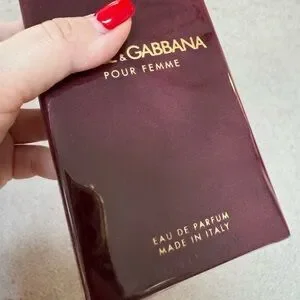 & GABBANA
POUR FEMME
EAU DE PARFUM
MADE IN ITALY